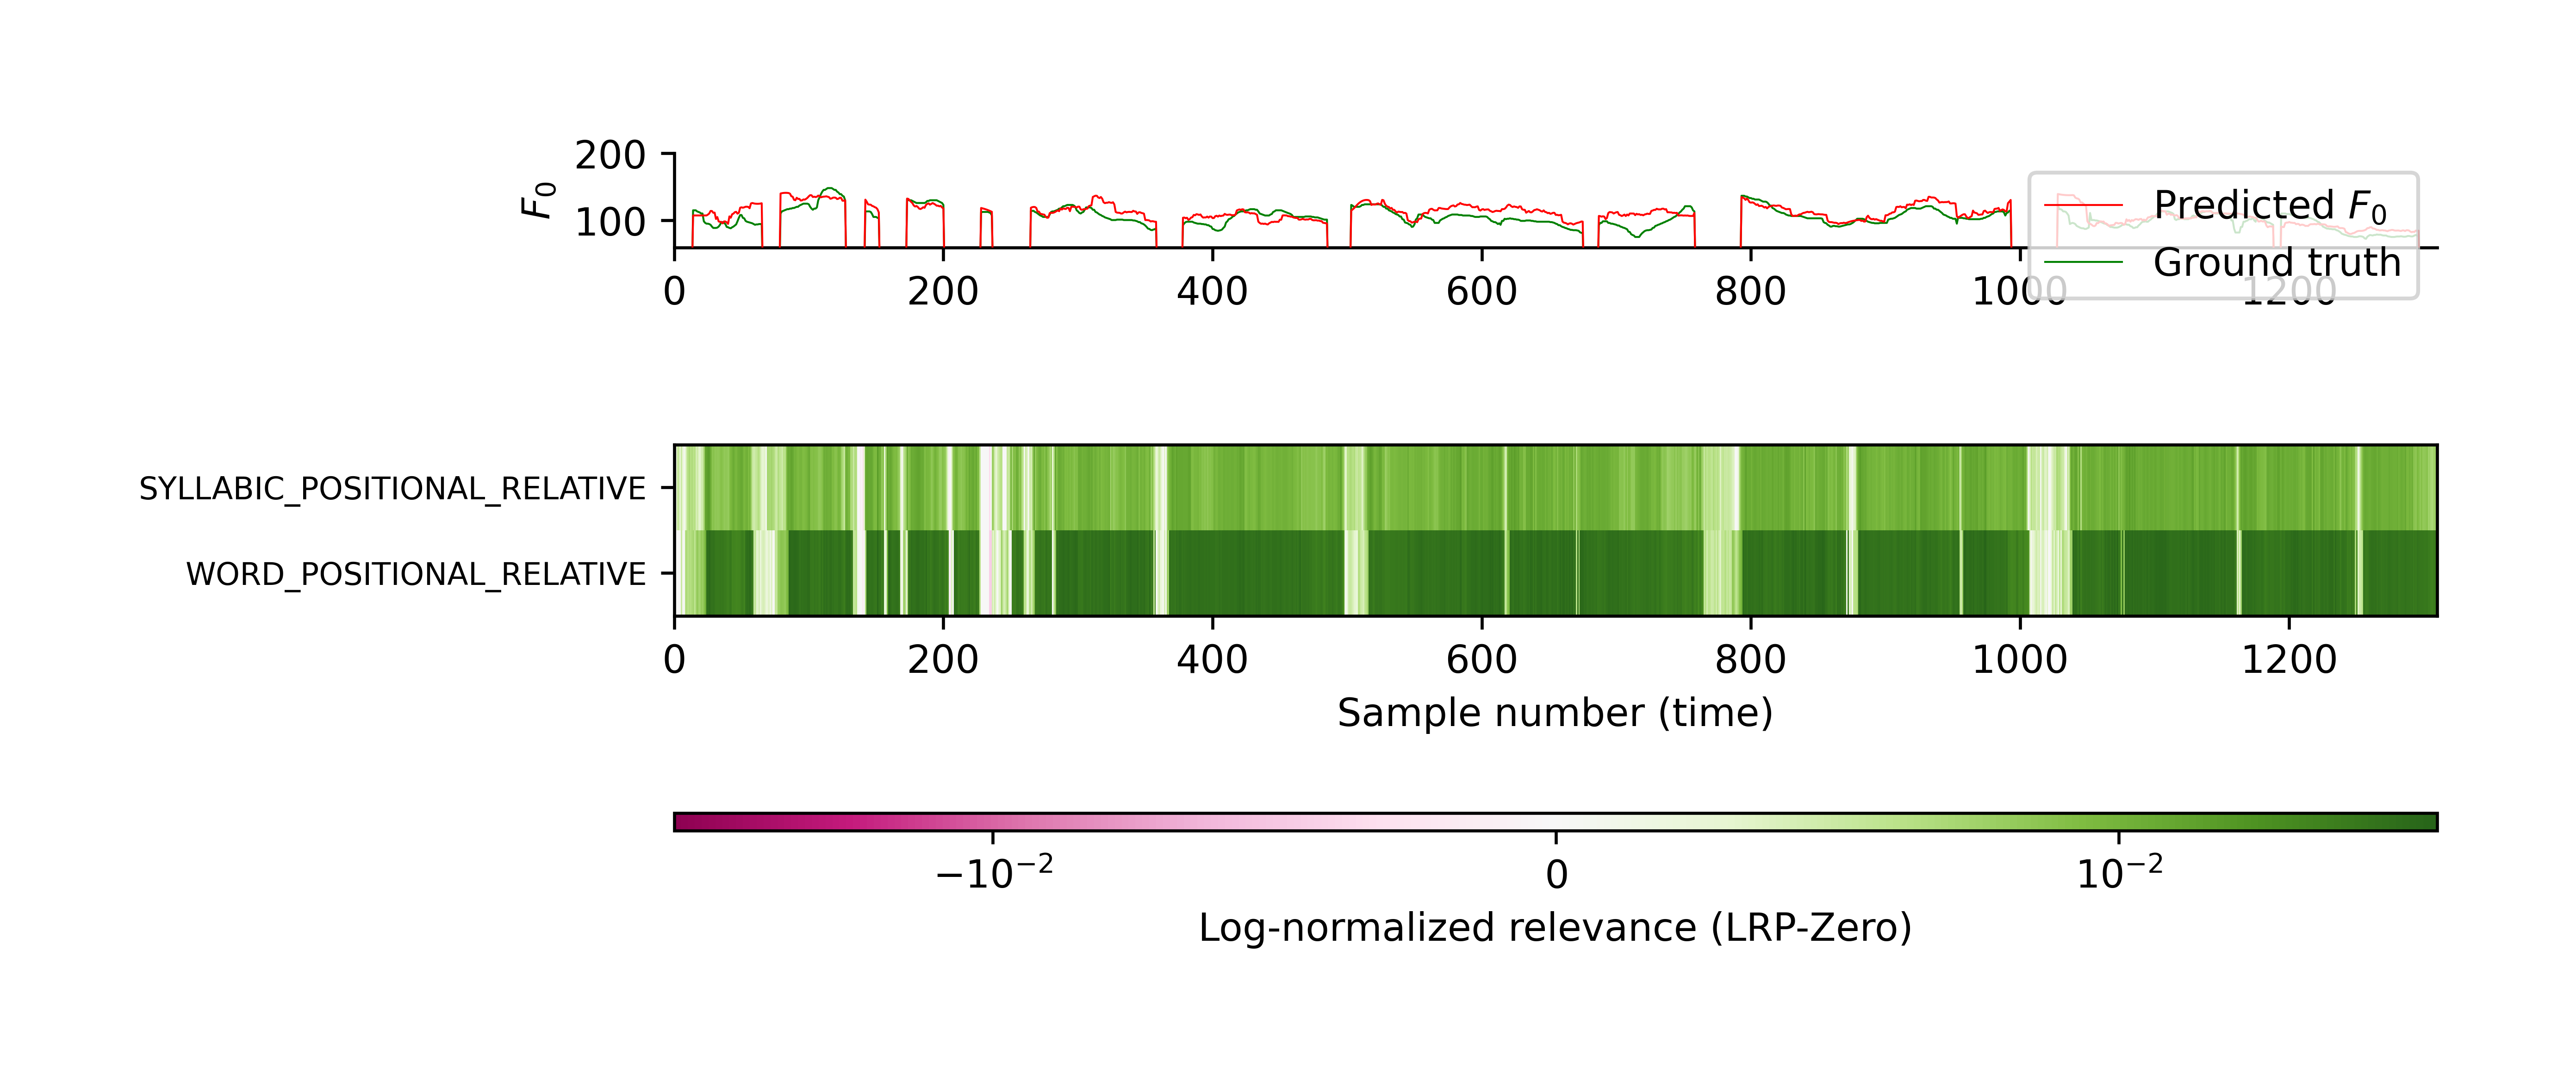 200
100
F₀
Predicted F₀
Ground truth
0 200 400 600 800 1000 1200
SYLLABIC_POSITIONAL_RELATIVE
WORD_POSITIONAL_RELATIVE
0 200 400 600 800 1000 1200
Sample number (time)
−10⁻² 0 10⁻²
Log-normalized relevance (LRP-Zero)